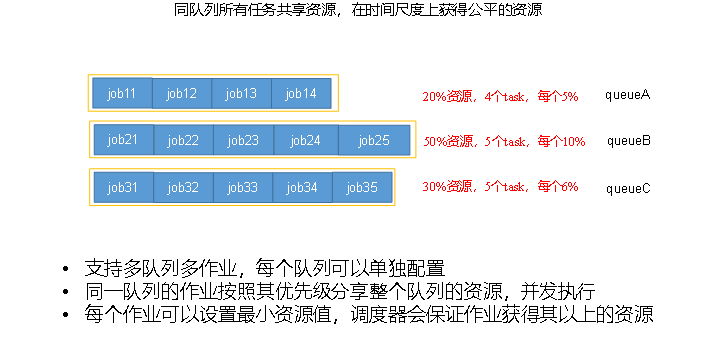 同队列所有任务共享资源，在时间尺度上获得公平的资源
job11 job12 job13 job14 20%资源，4个task，每个5% queueA
job21 job22 job23 job24 job25 50%资源，5个task，每个10% queueB
job31 job32 job33 job34 job35 30%资源，5个task，每个6% queueC
• 支持多队列多作业，每个队列可以单独配置
• 同一队列的作业按照其优先级分享整个队列的资源，并发执行
• 每个作业可以设置最小资源值，调度器会保证作业获得其以上的资源